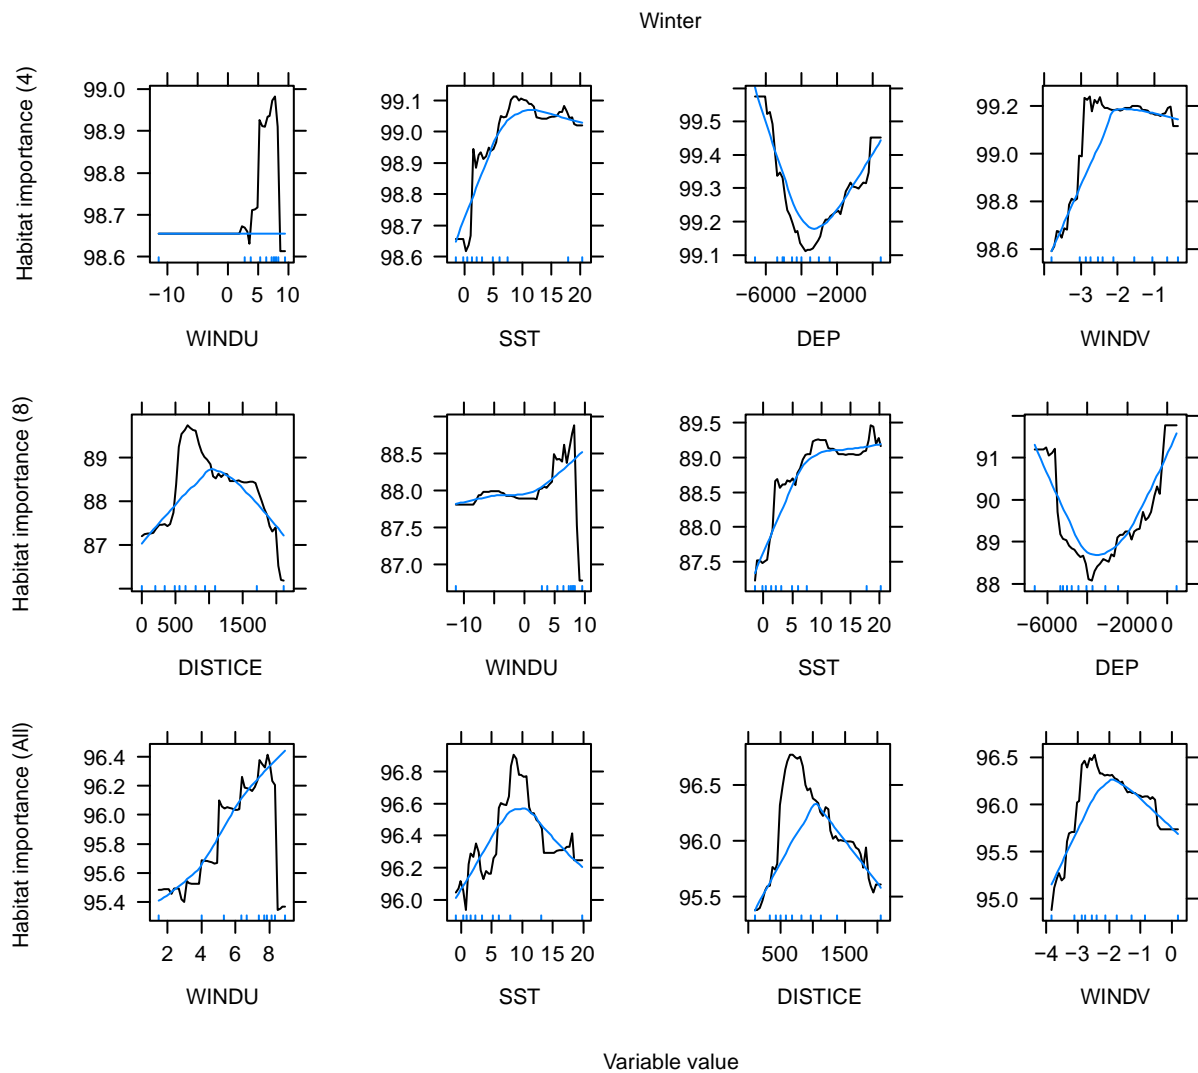 Winter
Habitat importance (4)
99.0
98.9
98.8
98.7
98.6
−10 0 5 10
WINDU
99.1
99.0
98.9
98.8
98.7
98.6
0 5 10 15 20
SST
99.5
99.4
99.3
99.2
99.1
−6000 −2000
DEP
99.2
99.0
98.8
98.6
−3 −2 −1
WINDV
Habitat importance (8)
89
88
87
0 500 1500
DISTICE
88.5
88.0
87.5
87.0
−10 0 5 10
WINDU
89.5
89.0
88.5
88.0
87.5
0 5 10 15 20
SST
91
90
89
88
−6000 −2000 0
DEP
Habitat importance (All)
96.4
96.2
96.0
95.8
95.6
95.4
2 4 6 8
WINDU
96.8
96.6
96.4
96.2
96.0
0 5 10 15 20
SST
96.5
96.0
95.5
500 1500
DISTICE
96.5
96.0
95.5
95.0
−4 −3 −2 −1 0
WINDV
Variable value